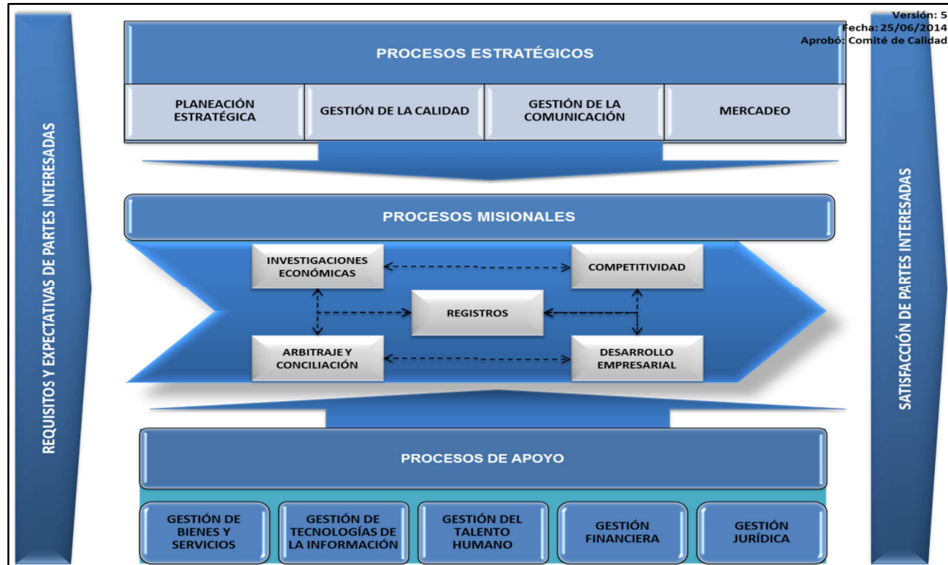 Versión: 5
Fecha: 25/06/2014
Aprobó: Comité de Calidad
REQUISITOS Y EXPECTATIVAS DE PARTES INTERESADAS
PROCESOS ESTRATÉGICOS
PLANEACIÓN
ESTRATÉGICA
GESTIÓN DE LA CALIDAD
GESTIÓN DE LA
COMUNICACIÓN
MERCADEO
PROCESOS MISIONALES
INVESTIGACIONES
ECONÓMICAS
COMPETITIVIDAD
REGISTROS
ARBITRAJE Y
CONCILIACIÓN
DESARROLLO
EMPRESARIAL
PROCESOS DE APOYO
GESTIÓN DE
BIENES Y
SERVICIOS
GESTIÓN DE
TECNOLOGÍAS DE
LA INFORMACIÓN
GESTIÓN DEL
TALENTO
HUMANO
GESTIÓN
FINANCIERA
GESTIÓN
JURÍDICA
SATISFACCIÓN DE PARTES INTERESADAS